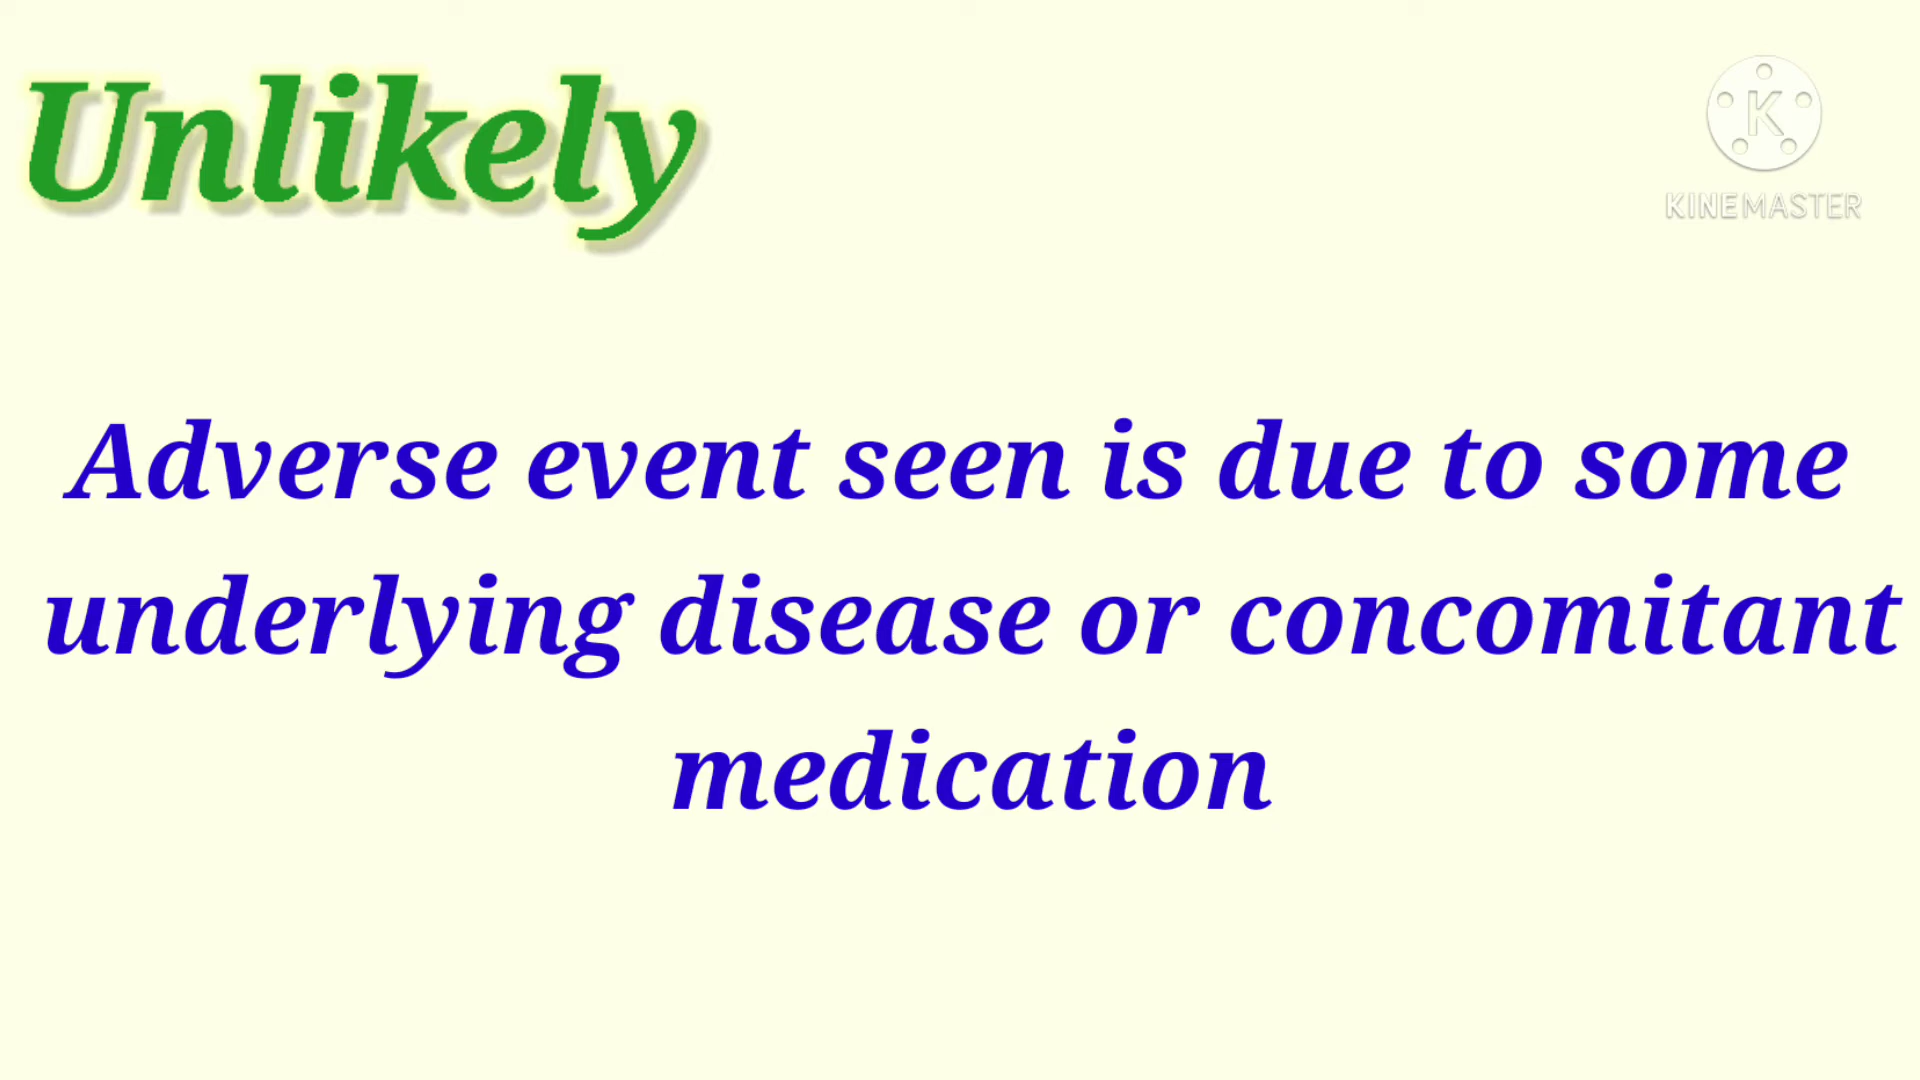 Unlikely
K
KINEMASTER
Adverse event seen is due to some
underlying disease or concomitant
medication